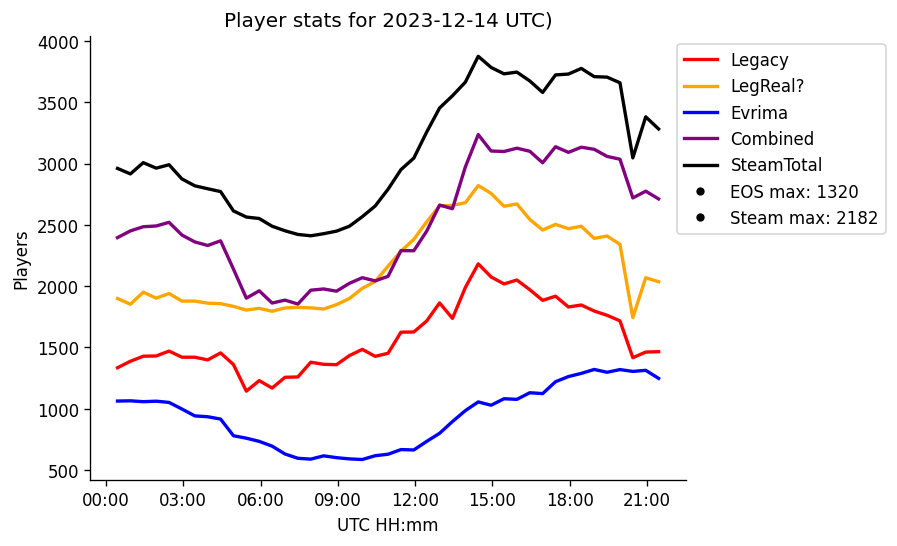 Player stats for 2023-12-14 UTC)
4000
3500
3000
2500
2000
1500
1000
500
Players
00:00 03:00 06:00 09:00 12:00 15:00 18:00 21:00
UTC HH:mm
Legacy
LegReal?
Evrima
Combined
SteamTotal
EOS max: 1320
Steam max: 2182